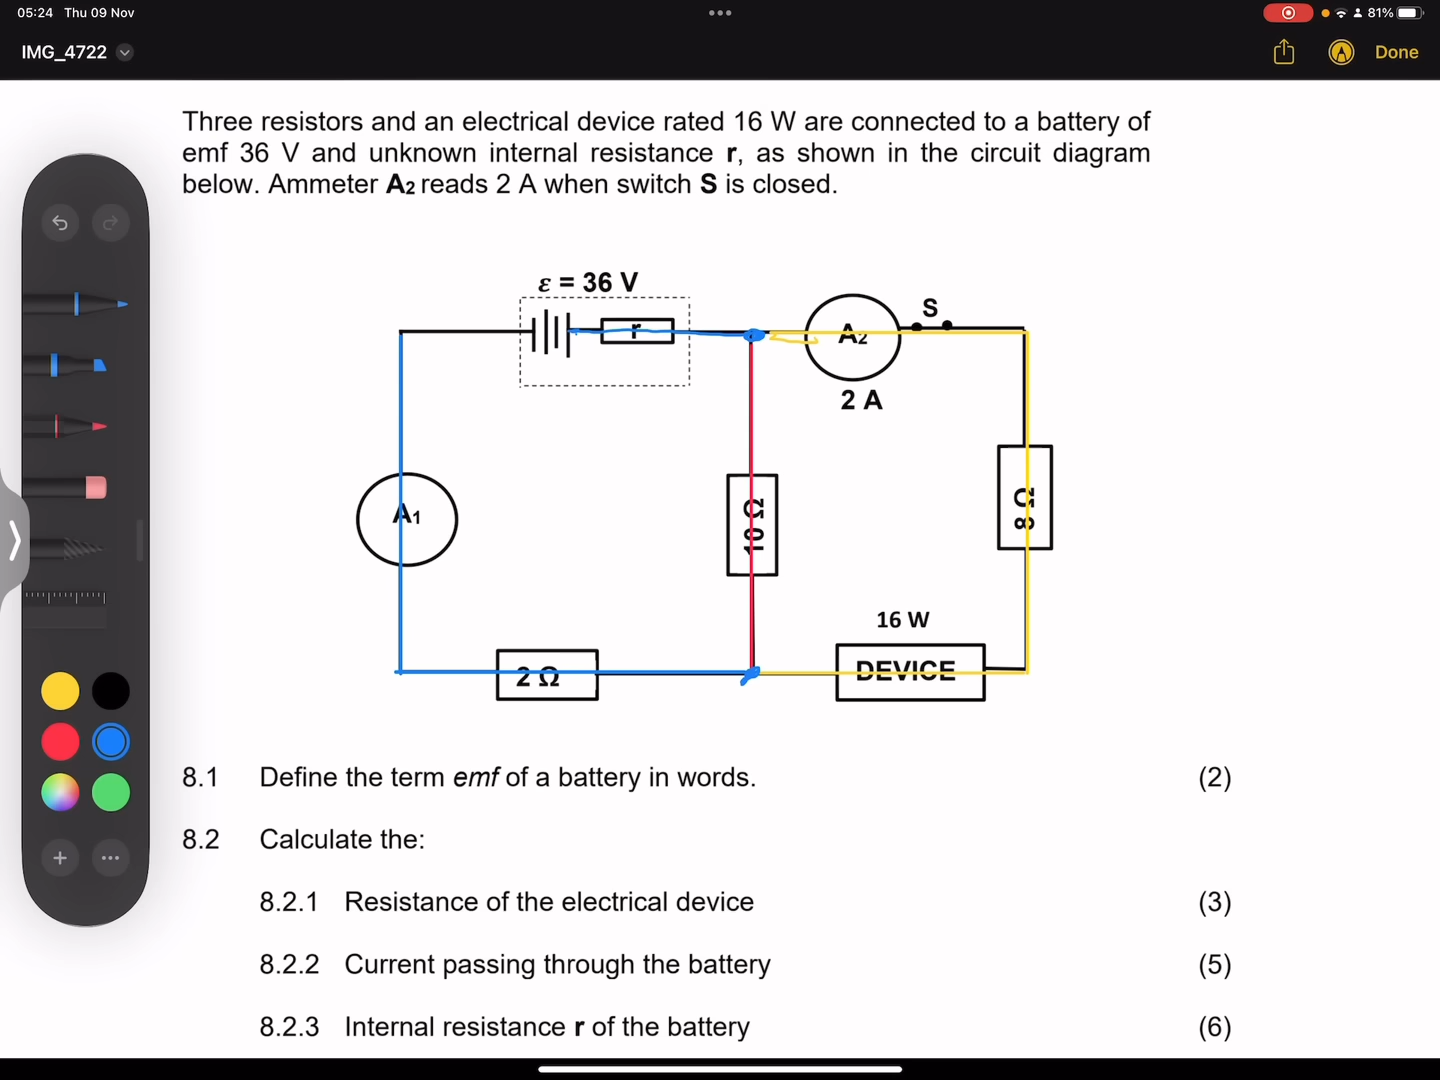 05:24 Thu 09 Nov
81%
IMG_4722
Done
Three resistors and an electrical device rated 16 W are connected to a battery of
emf 36 V and unknown internal resistance r, as shown in the circuit diagram
below. Ammeter A2 reads 2 A when switch S is closed.
ε = 36 V
r
A2
S
2 A
A1
10 Ω
8 Ω
16 W
2 Ω
DEVICE
8.1 Define the term emf of a battery in words. (2)
8.2 Calculate the:
8.2.1 Resistance of the electrical device (3)
8.2.2 Current passing through the battery (5)
8.2.3 Internal resistance r of the battery (6)